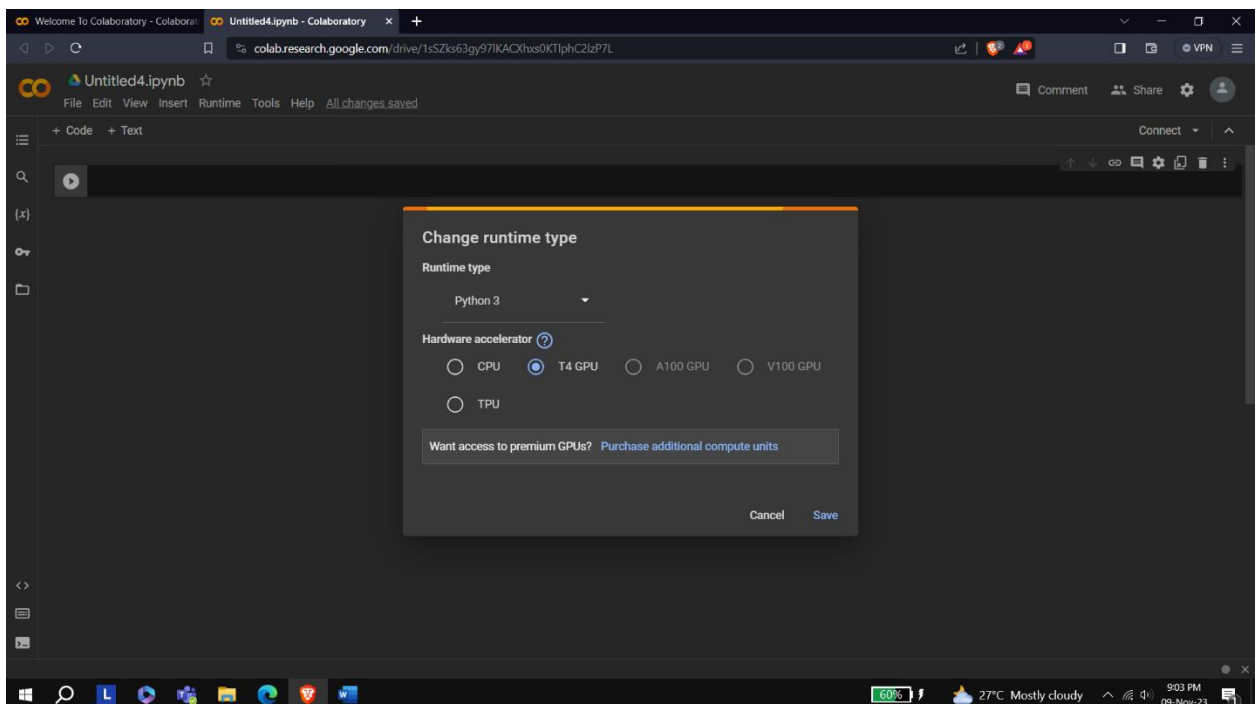 Welcome To Colaboratory - Colaborati
Untitled4.ipynb - Colaboratory
colab.research.google.com/drive/1sSZks63gy97lKACXhxs0KTlphC2lzP7L
VPN
CO
Untitled4.ipynb
File Edit View Insert Runtime Tools Help All changes saved
Comment Share
+ Code + Text
Connect
{x}
Change runtime type
Runtime type
Python 3
Hardware accelerator ?
CPU T4 GPU A100 GPU V100 GPU
TPU
Want access to premium GPUs? Purchase additional compute units
Cancel Save
60%
27°C Mostly cloudy
9:03 PM
09-Nov-23